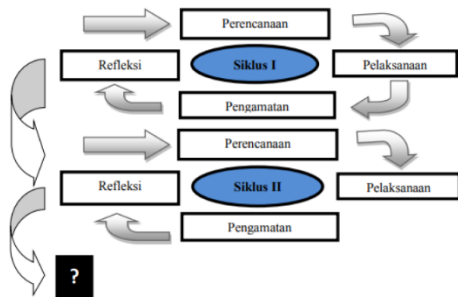 Perencanaan
Refleksi
Siklus I
Pelaksanaan
Pengamatan
Perencanaan
Refleksi
Siklus II
Pelaksanaan
Pengamatan
?